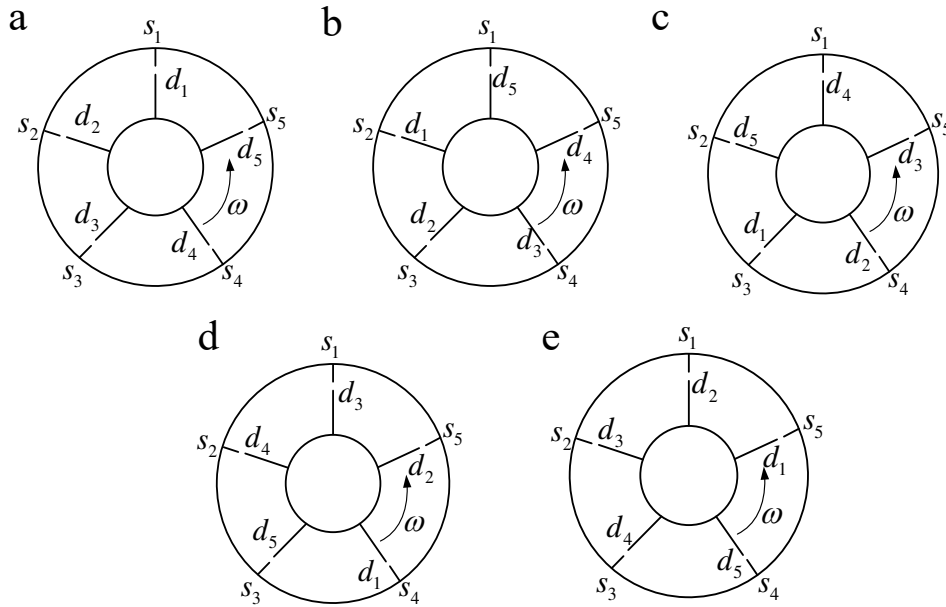 a
s₁
d₁
s₂
d₂
s₅
d₅
d₃
ω
d₄
s₃
s₄
b
s₁
d₅
s₂
d₁
s₅
d₄
d₂
ω
d₃
s₃
s₄
c
s₁
d₄
s₂
d₅
s₅
d₃
d₁
ω
d₂
s₃
s₄
d
s₁
d₃
s₂
d₄
s₅
d₂
d₅
ω
d₁
s₃
s₄
e
s₁
d₂
s₂
d₃
s₅
d₁
d₄
ω
d₅
s₃
s₄